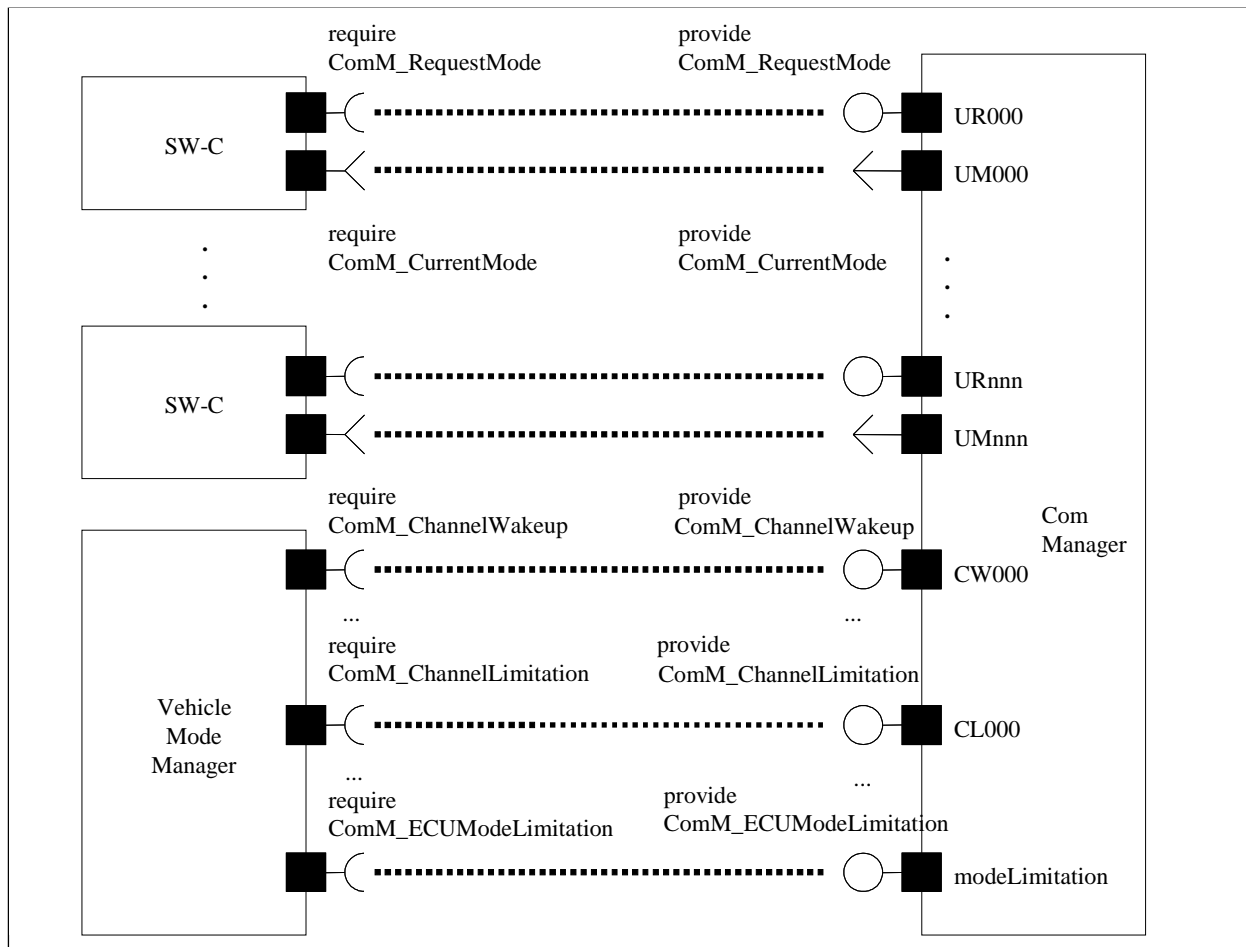 require
ComM_RequestMode
provide
ComM_RequestMode
SW-C
UR000
UM000
require
ComM_CurrentMode
provide
ComM_CurrentMode
SW-C
URnnn
UMnnn
require
ComM_ChannelWakeup
provide
ComM_ChannelWakeup
Com
Manager
CW000
...
...
require
ComM_ChannelLimitation
provide
ComM_ChannelLimitation
Vehicle
Mode
Manager
CL000
...
...
require
ComM_ECUModeLimitation
provide
ComM_ECUModeLimitation
modeLimitation